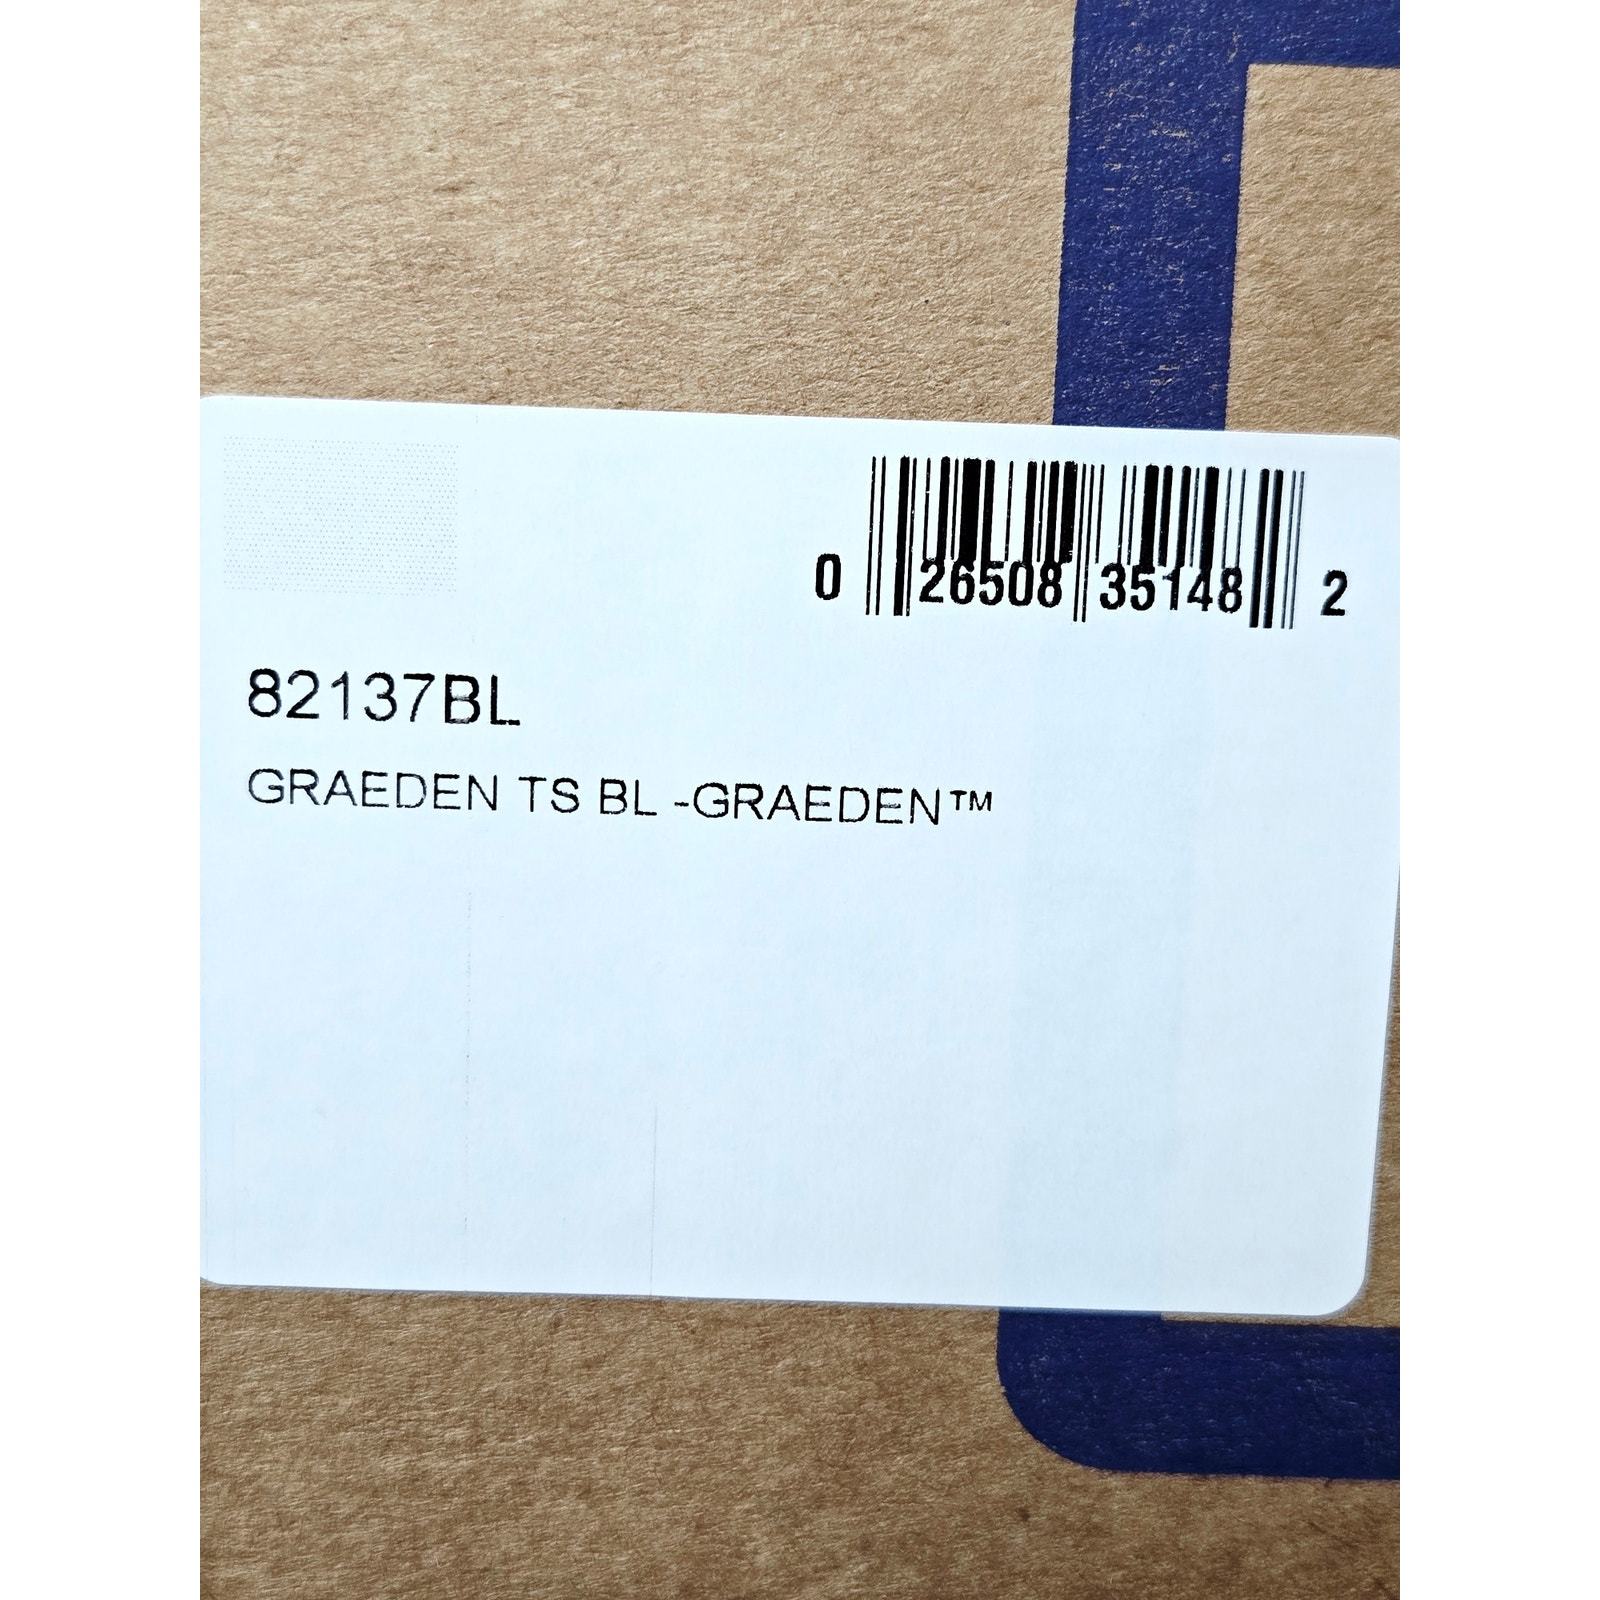 0 26508 35148 2
82137BL
GRAEDEN TS BL -GRAEDEN™